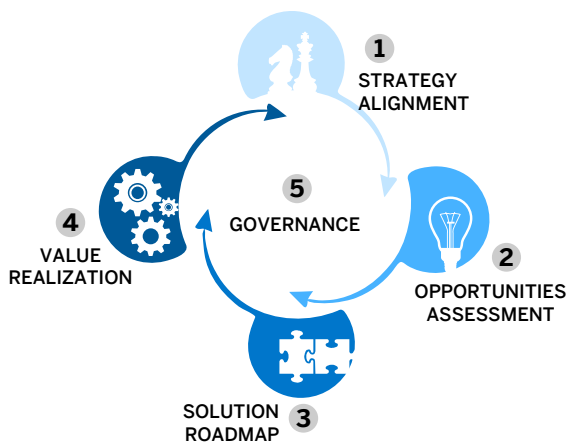 1
STRATEGY
ALIGNMENT
2
OPPORTUNITIES
ASSESSMENT
3
SOLUTION
ROADMAP
4
VALUE
REALIZATION
5
GOVERNANCE